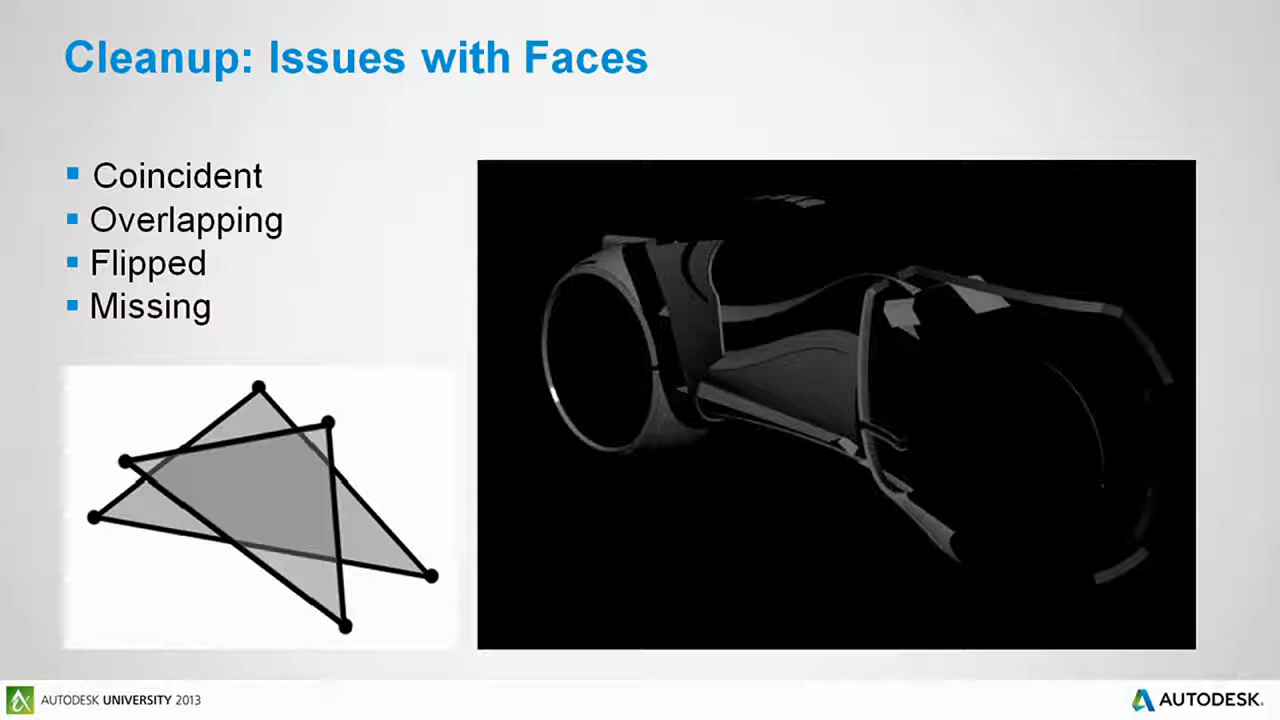 Cleanup: Issues with Faces
Coincident
Overlapping
Flipped
Missing
AUTODESK UNIVERSITY 2013
AUTODESK.